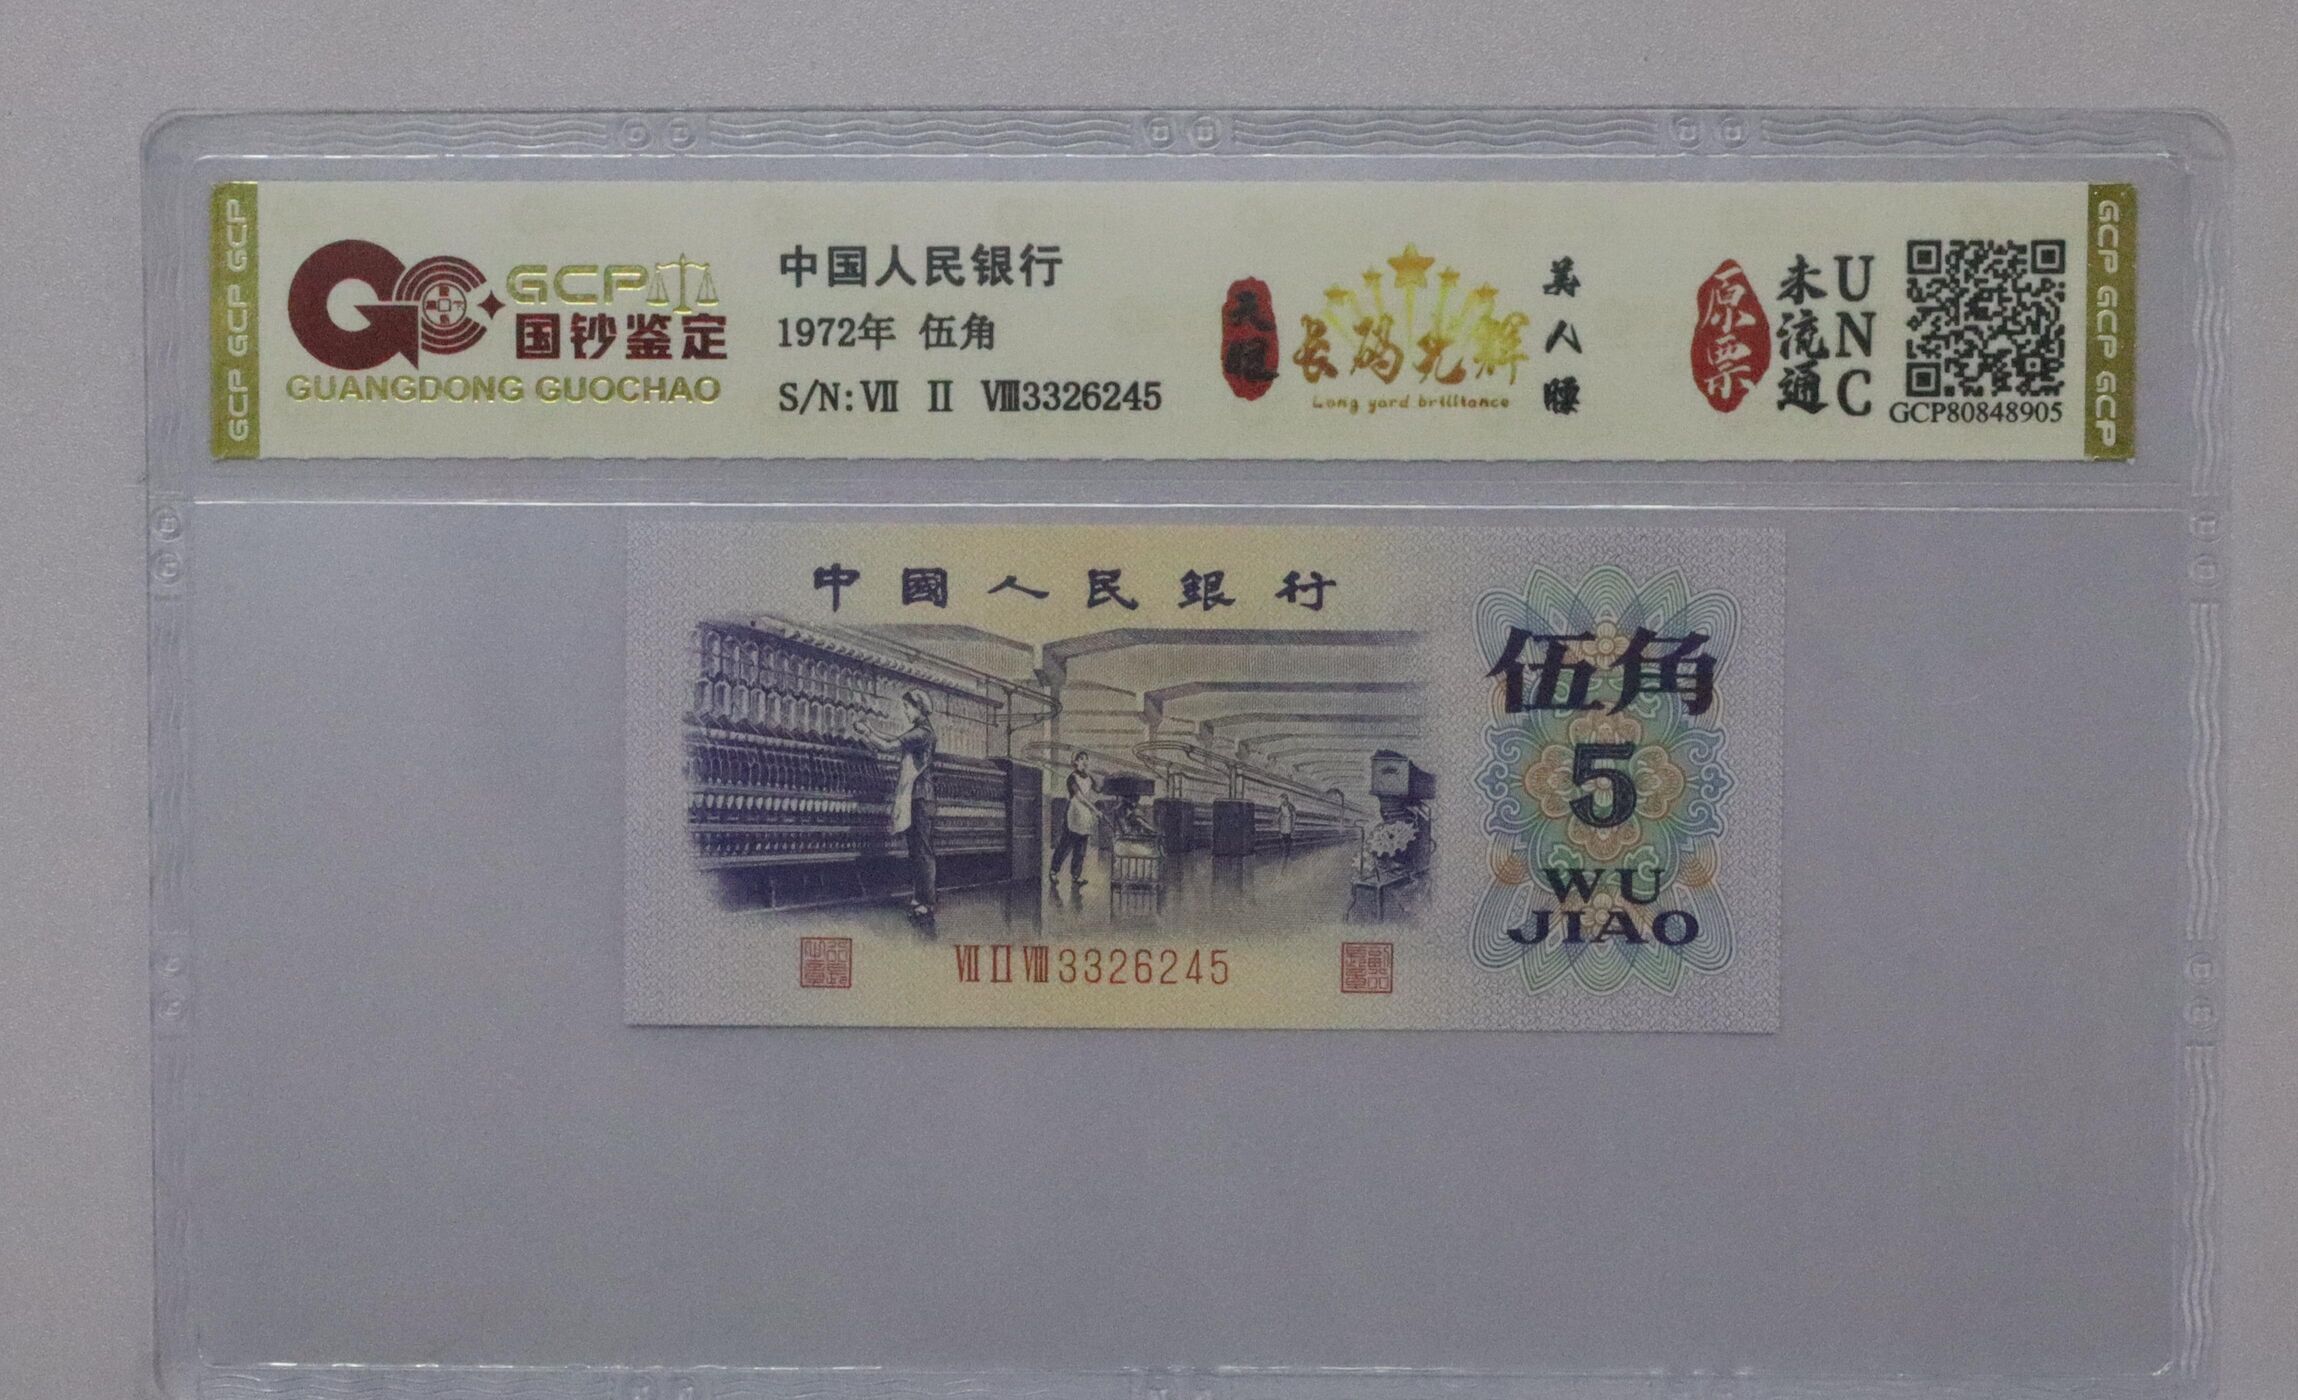 GCP GCP GCP
GCP
国钞鉴定
GUANGDONG GUOCHAO
中国人民银行
1972年 伍角
S/N: Ⅶ Ⅱ Ⅷ3326245
长码光辉
Long yard brilliance
原票
未流通
UNC
GCP80848905
GCP GCP GCP
中國人民銀行
伍角
5
WU
JIAO
Ⅶ Ⅱ Ⅷ 3326245